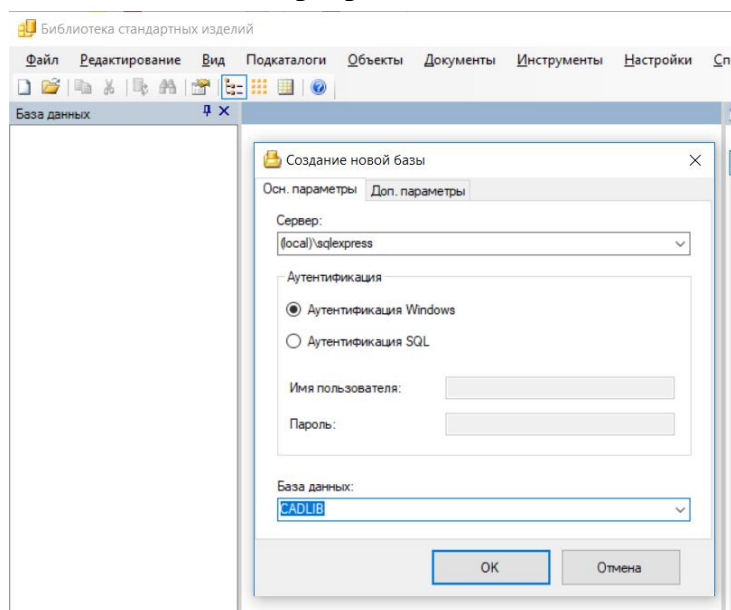 Библиотека стандартных изделий
Файл Редактирование Вид Подкаталоги Объекты Документы Инструменты Настройки Сп
База данных
Создание новой базы
Осн. параметры Доп. параметры
Сервер:
(local)\sqlexpress
Аутентификация
Аутентификация Windows
Аутентификация SQL
Имя пользователя:
Пароль:
База данных:
CADLIB
OK Отмена